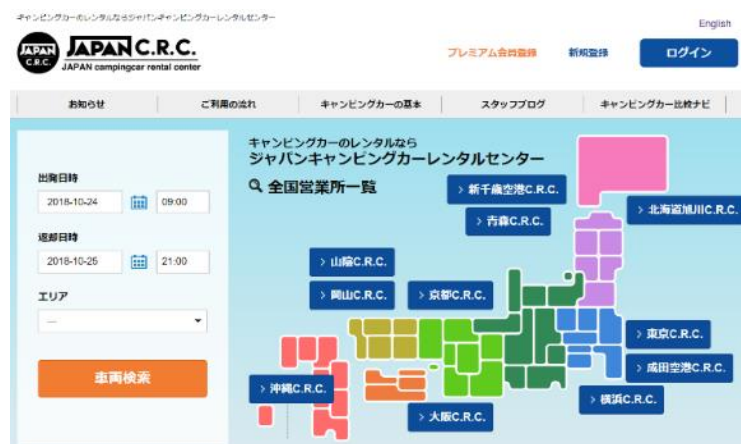 キャンピングカーのレンタルならジャパンキャンピングカーレンタルセンター
English
JAPAN C.R.C.
JAPAN C.R.C.
JAPAN campingcar rental center
プレミアム会員登録
新規登録
ログイン
お知らせ
ご利用の流れ
キャンピングカーの基本
スタッフブログ
キャンピングカー比較ナビ
出発日時
2018-10-24
09:00
返却日時
2018-10-25
21:00
エリア
---
車両検索
キャンピングカーのレンタルなら
ジャパンキャンピングカーレンタルセンター
全国営業所一覧
> 新千歳空港C.R.C.
> 北海道旭川C.R.C.
> 青森C.R.C.
> 山陰C.R.C.
> 岡山C.R.C.
> 京都C.R.C.
> 東京C.R.C.
> 成田空港C.R.C.
> 沖縄C.R.C.
> 横浜C.R.C.
> 大阪C.R.C.